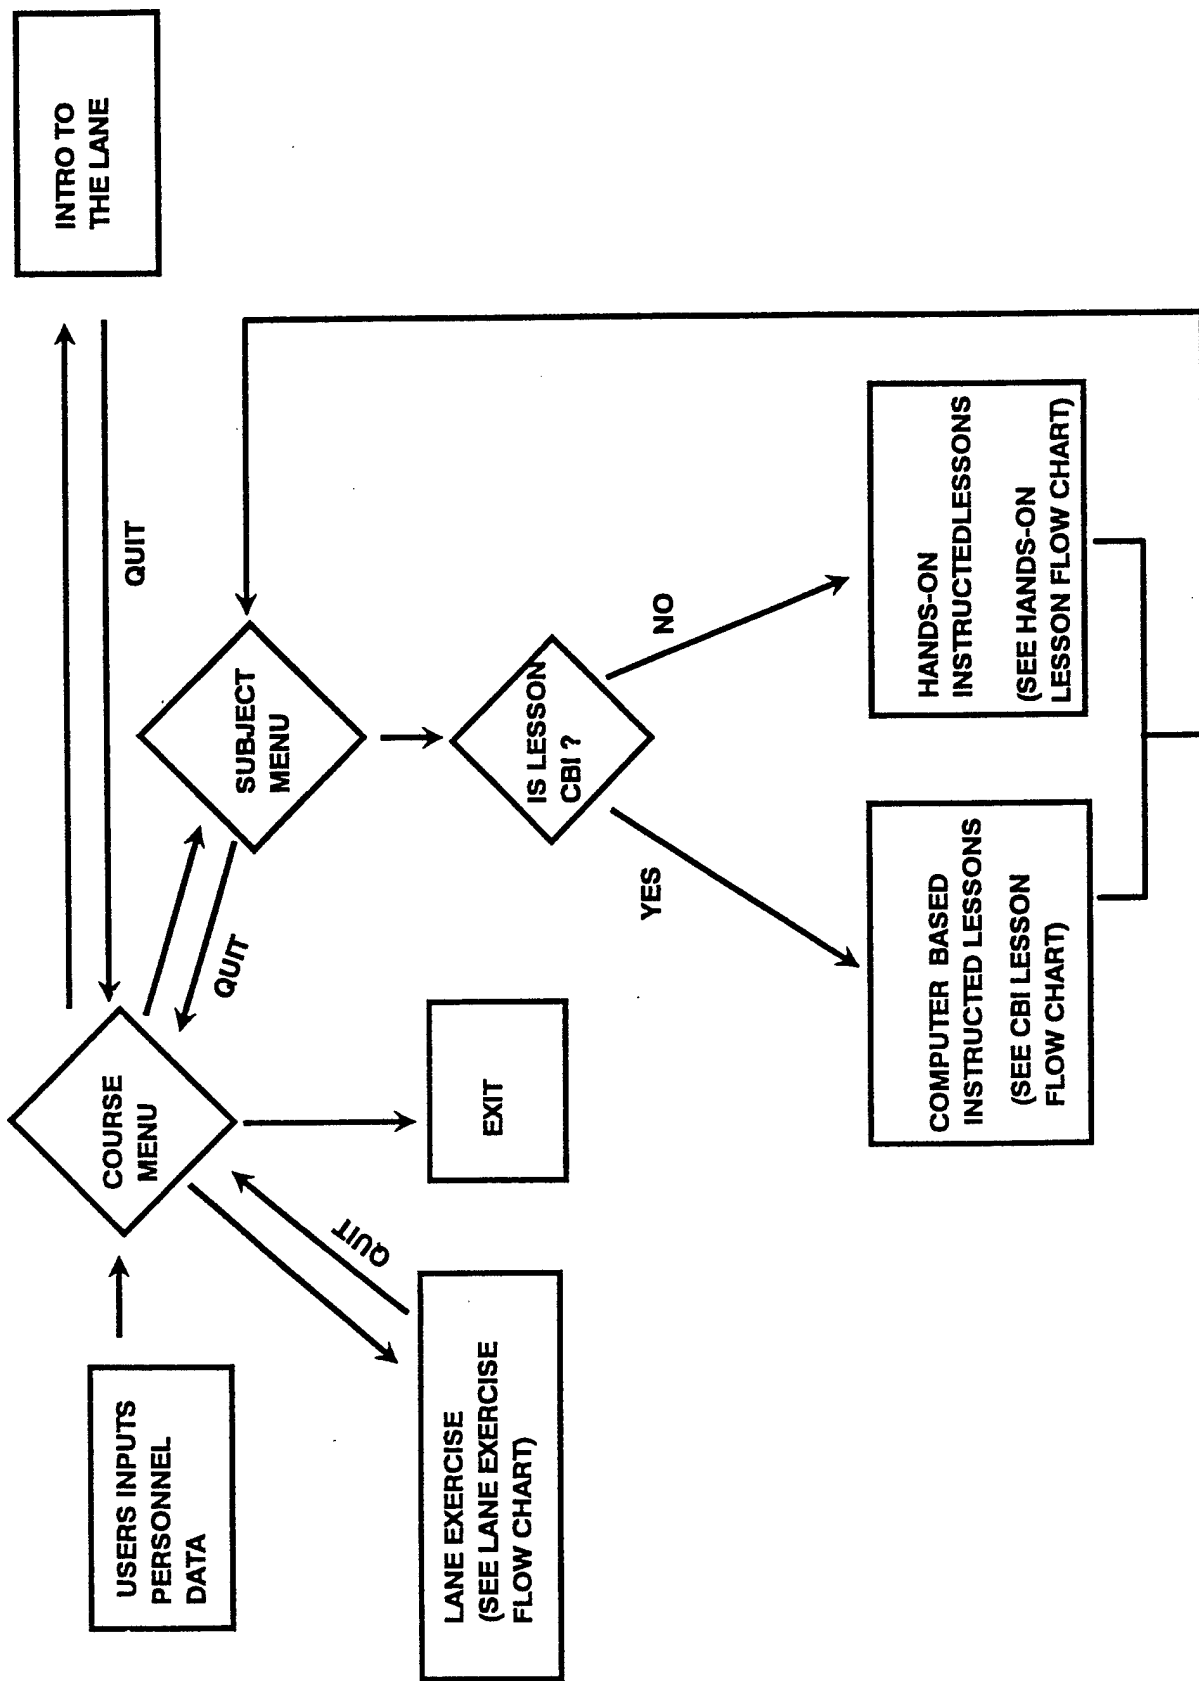 USERS INPUTS
PERSONNEL
DATA
COURSE
MENU
QUIT
INTRO TO
THE LANE
QUIT
SUBJECT
MENU
LANE EXERCISE
(SEE LANE EXERCISE
FLOW CHART)
QUIT
EXIT
IS LESSON
CBI ?
YES
NO
COMPUTER BASED
INSTRUCTED LESSONS
(SEE CBI LESSON
FLOW CHART)
HANDS-ON
INSTRUCTEDLESSONS
(SEE HANDS-ON
LESSON FLOW CHART)